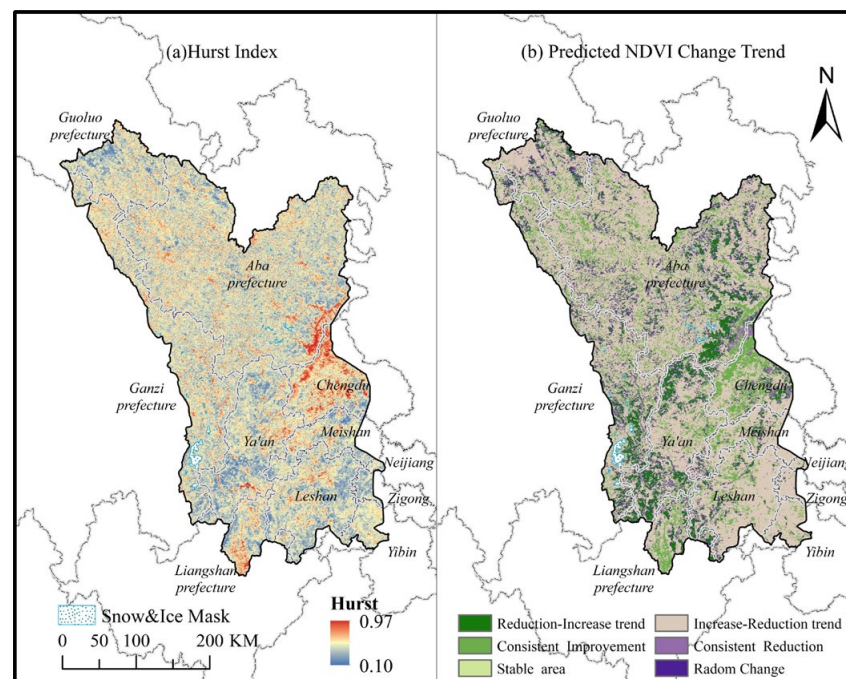 (a)Hurst Index
Guoluo
prefecture
Aba
prefecture
Ganzi
prefecture
Chengdu
Ya'an
Meishan
Neijiang
Leshan
Zigong
Yibin
Liangshan
prefecture
Snow&Ice Mask
0 50 100 200 KM
Hurst
0.97
0.10
(b) Predicted NDVI Change Trend
N
Guoluo
prefecture
Aba
prefecture
Ganzi
prefecture
Chengdu
Ya'an
Meishan
Neijiang
Leshan
Zigong
Yibin
Liangshan
prefecture
Reduction-Increase trend
Increase-Reduction trend
Consistent Improvement
Consistent Reduction
Stable area
Radom Change